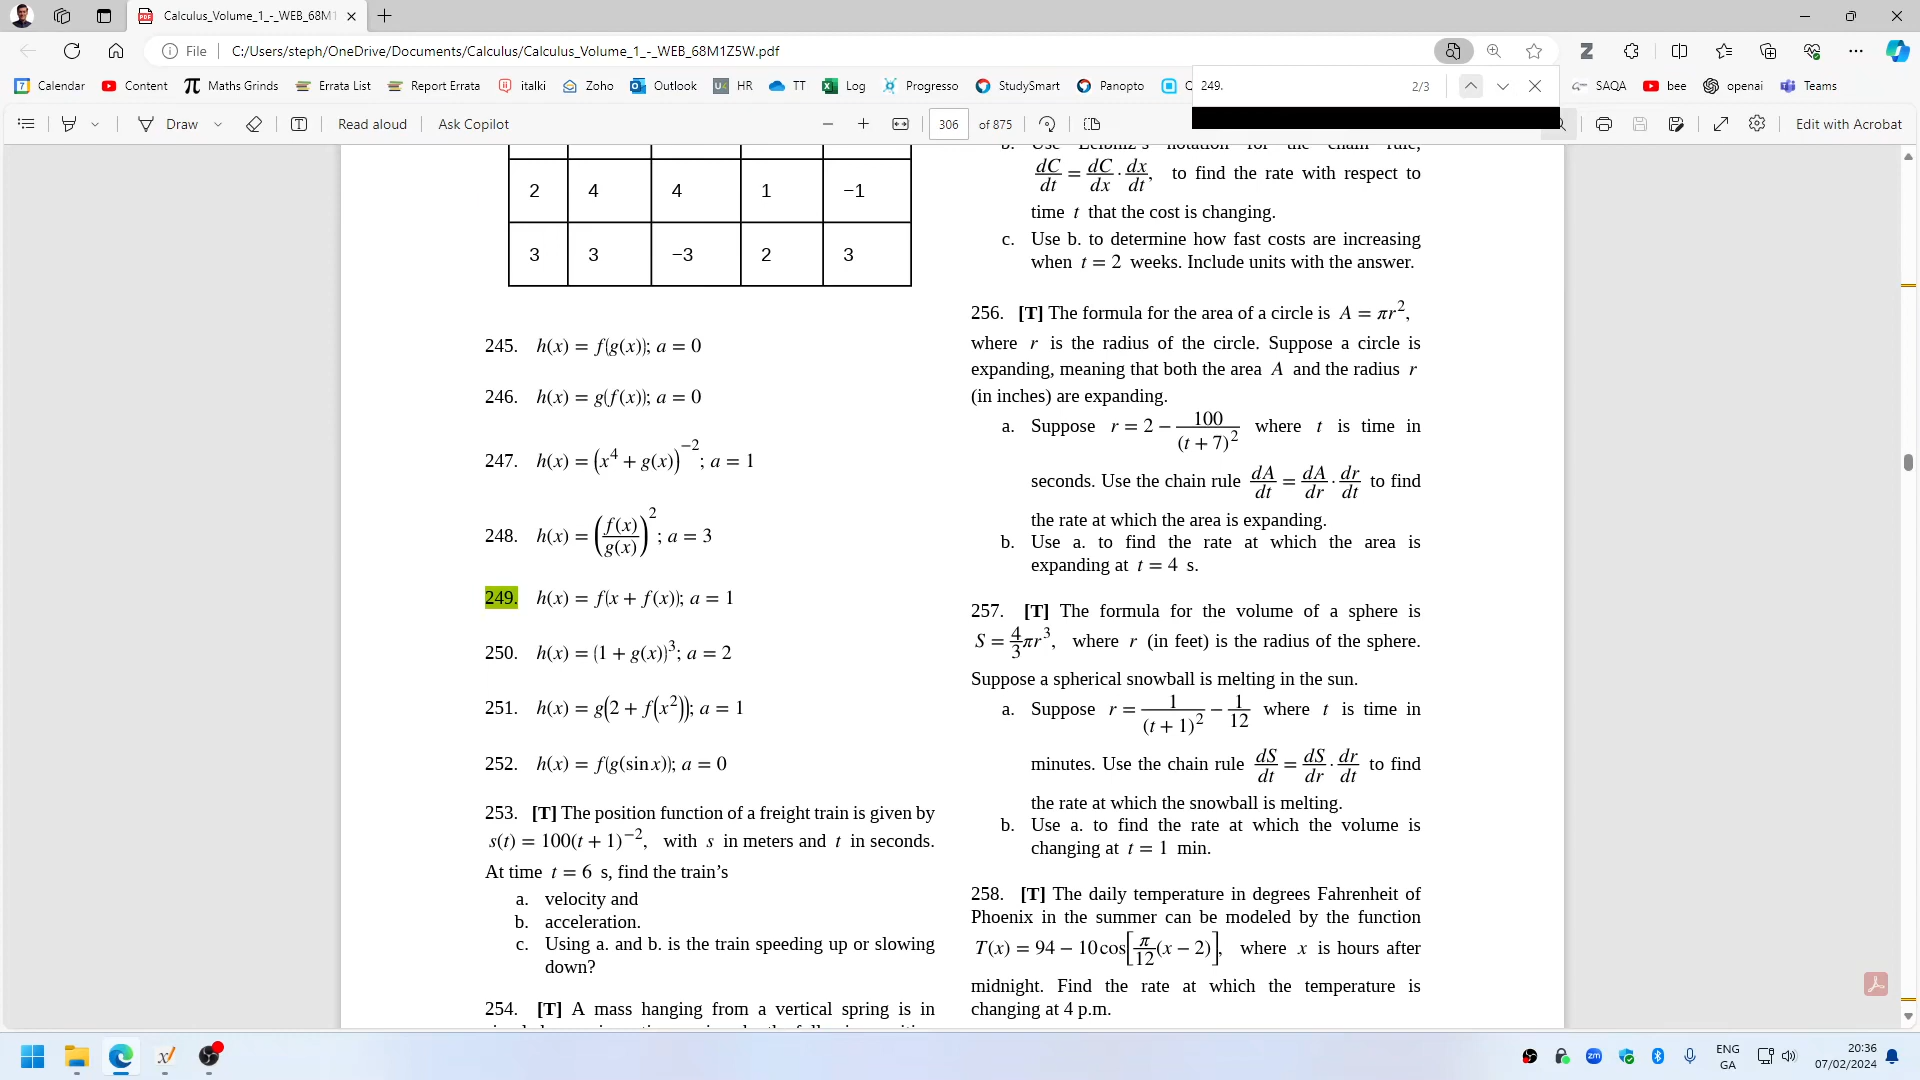 Calculus_Volume_1_-_WEB_68M1
File
C:/Users/steph/OneDrive/Documents/Calculus/Calculus_Volume_1_-_WEB_68M1Z5W.pdf
Calendar Content Maths Grinds Errata List Report Errata italki Zoho Outlook HR TT Log Progresso StudySmart Panopto C SAQA bee openai Teams
249. 2/3
Draw Read aloud Ask Copilot 306 of 875 Edit with Acrobat
2 4 4 1 −1
3 3 −3 2 3
245. h(x) = f(g(x)); a = 0
246. h(x) = g(f(x)); a = 0
247. h(x) = (x⁴ + g(x))⁻²; a = 1
248. h(x) = (f(x)/g(x))²; a = 3
249. h(x) = f(x + f(x)); a = 1
250. h(x) = (1 + g(x))³; a = 2
251. h(x) = g(2 + f(x²)); a = 1
252. h(x) = f(g(sin x)); a = 0
253. [T] The position function of a freight train is given by
s(t) = 100(t + 1)⁻², with s in meters and t in seconds.
At time t = 6 s, find the train’s
a. velocity and
b. acceleration.
c. Using a. and b. is the train speeding up or slowing
down?
254. [T] A mass hanging from a vertical spring is in
b. Use Leibniz’s notation for the chain rule,
dC/dt = dC/dx · dx/dt, to find the rate with respect to
time t that the cost is changing.
c. Use b. to determine how fast costs are increasing
when t = 2 weeks. Include units with the answer.
256. [T] The formula for the area of a circle is A = πr²,
where r is the radius of the circle. Suppose a circle is
expanding, meaning that both the area A and the radius r
(in inches) are expanding.
a. Suppose r = 2 − 100/(t + 7)² where t is time in
seconds. Use the chain rule dA/dt = dA/dr · dr/dt to find
the rate at which the area is expanding.
b. Use a. to find the rate at which the area is
expanding at t = 4 s.
257. [T] The formula for the volume of a sphere is
S = 4/3πr³, where r (in feet) is the radius of the sphere.
Suppose a spherical snowball is melting in the sun.
a. Suppose r = 1/(t + 1)² − 1/12 where t is time in
minutes. Use the chain rule dS/dt = dS/dr · dr/dt to find
the rate at which the snowball is melting.
b. Use a. to find the rate at which the volume is
changing at t = 1 min.
258. [T] The daily temperature in degrees Fahrenheit of
Phoenix in the summer can be modeled by the function
T(x) = 94 − 10cos[π/12(x − 2)], where x is hours after
midnight. Find the rate at which the temperature is
changing at 4 p.m.
ENG
GA
20:36
07/02/2024